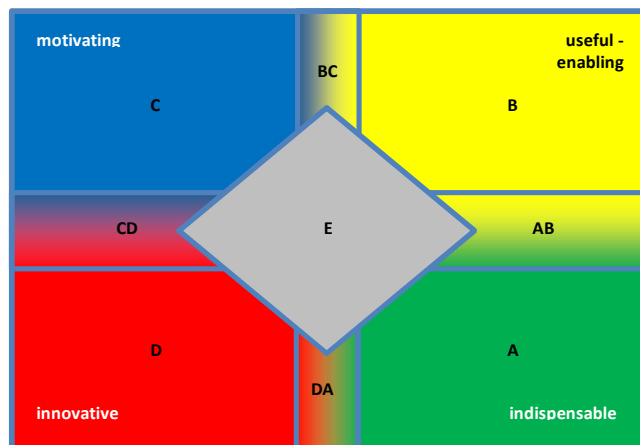 motivating
BC
useful -
enabling
C
B
CD
E
AB
D
A
DA
innovative
indispensable